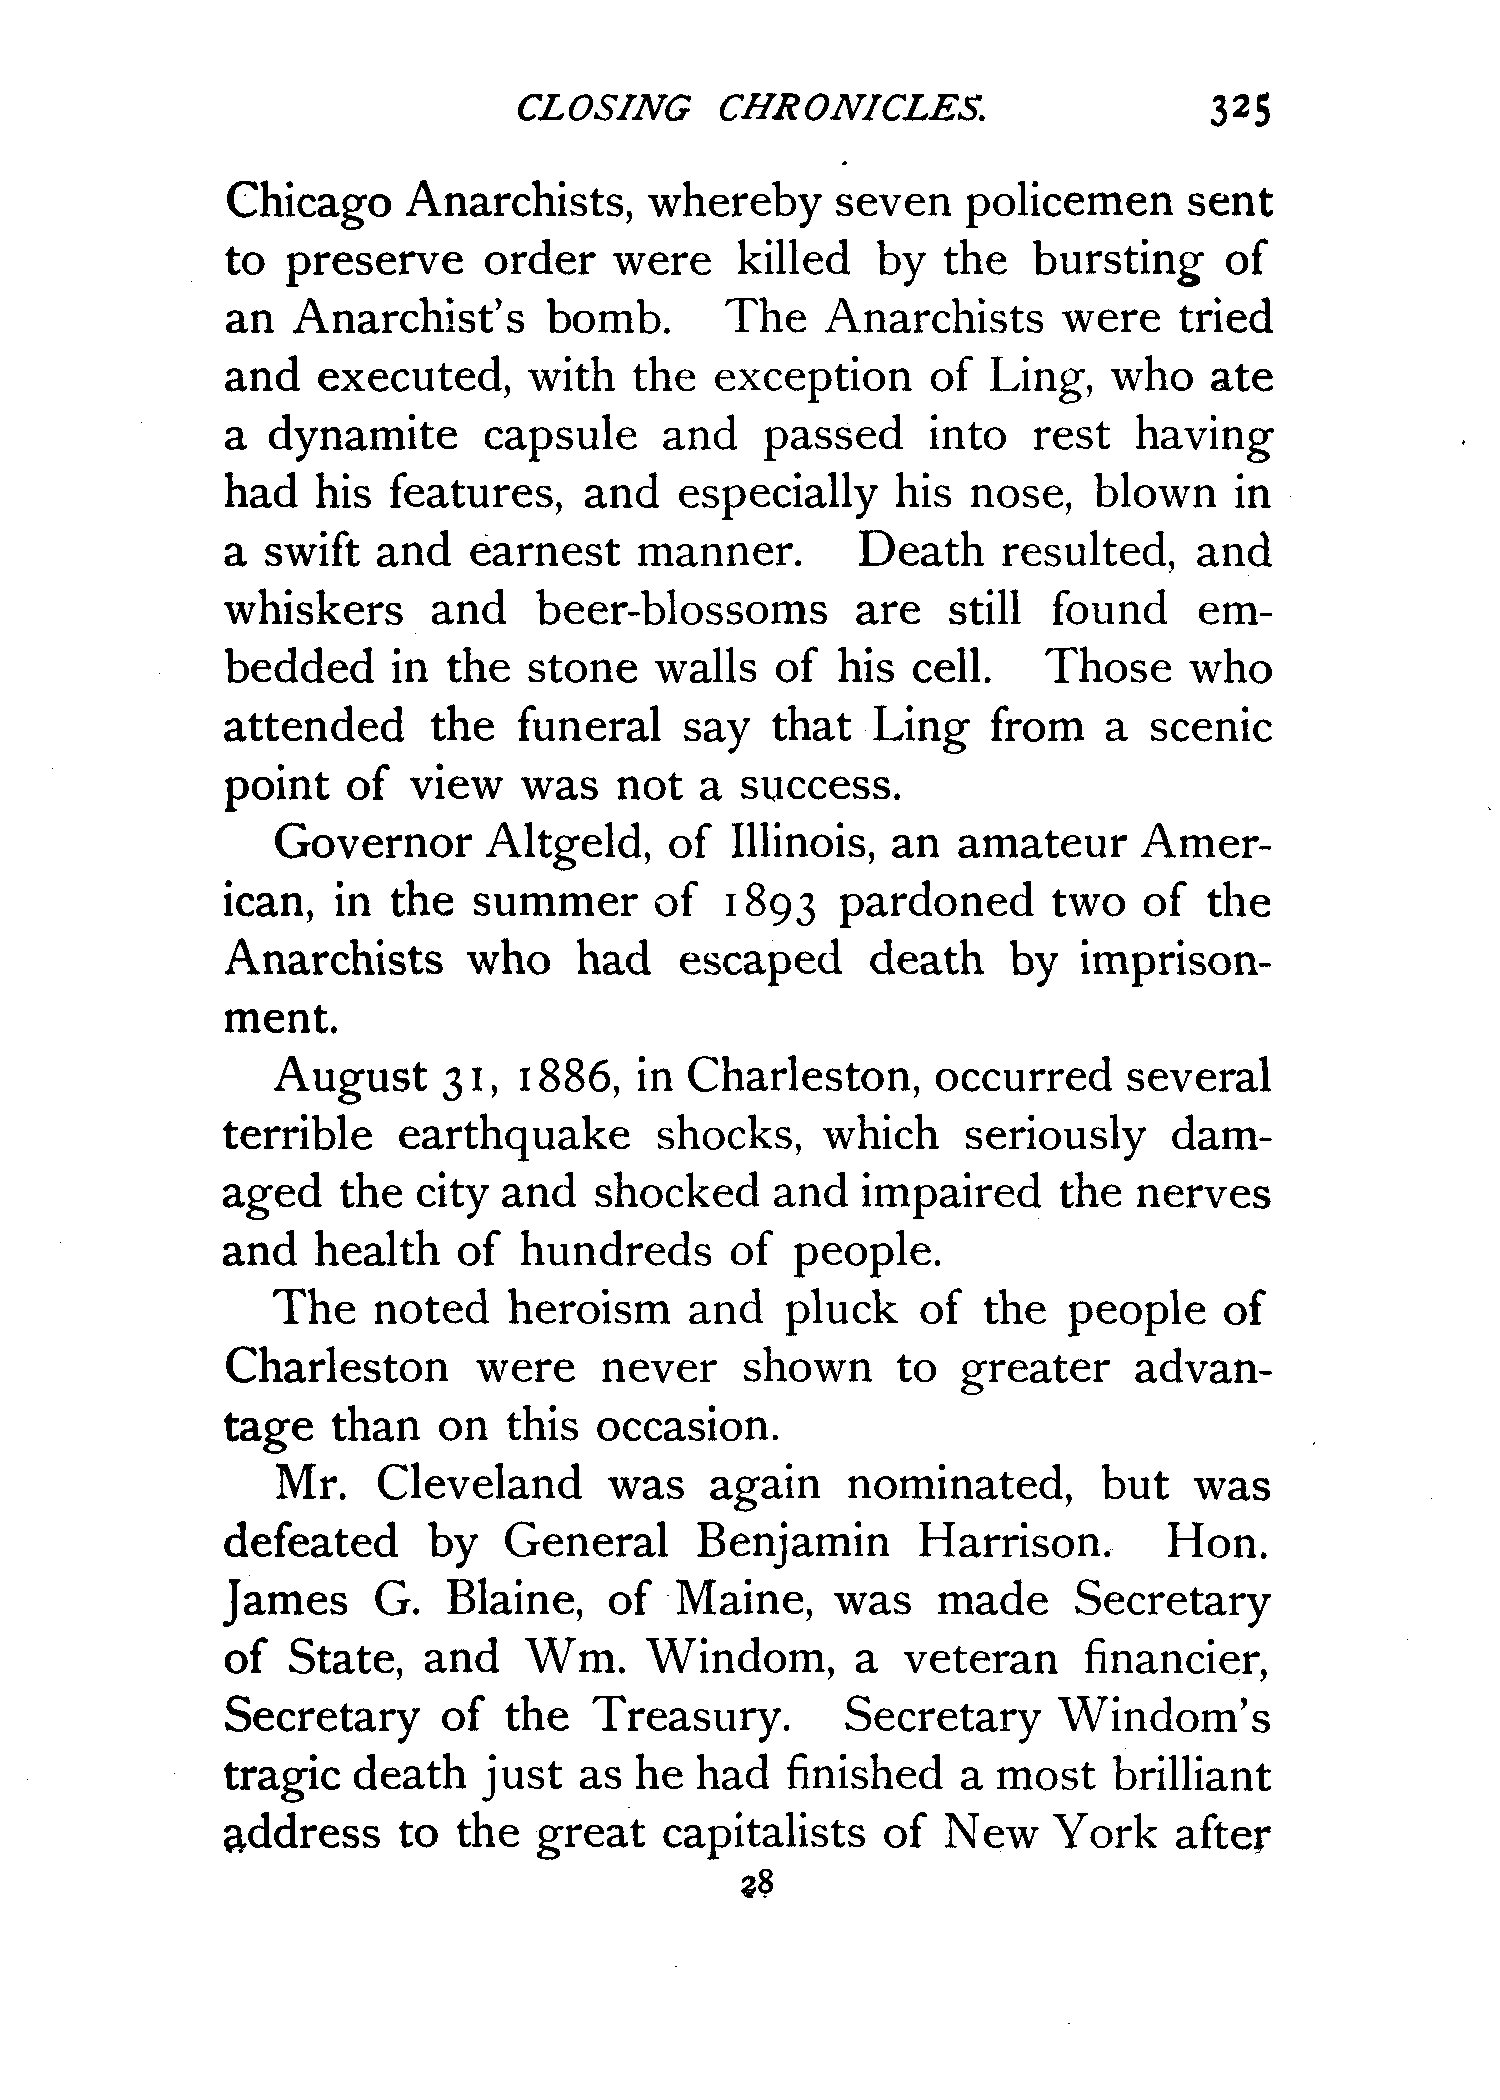 CLOSING CHRONICLES. 325
Chicago Anarchists, whereby seven policemen sent
to preserve order were killed by the bursting of
an Anarchist's bomb. The Anarchists were tried
and executed, with the exception of Ling, who ate
a dynamite capsule and passed into rest having
had his features, and especially his nose, blown in
a swift and earnest manner. Death resulted, and
whiskers and beer-blossoms are still found em-
bedded in the stone walls of his cell. Those who
attended the funeral say that Ling from a scenic
point of view was not a success.
Governor Altgeld, of Illinois, an amateur Amer-
ican, in the summer of 1893 pardoned two of the
Anarchists who had escaped death by imprison-
ment.
August 31, 1886, in Charleston, occurred several
terrible earthquake shocks, which seriously dam-
aged the city and shocked and impaired the nerves
and health of hundreds of people.
The noted heroism and pluck of the people of
Charleston were never shown to greater advan-
tage than on this occasion.
Mr. Cleveland was again nominated, but was
defeated by General Benjamin Harrison. Hon.
James G. Blaine, of Maine, was made Secretary
of State, and Wm. Windom, a veteran financier,
Secretary of the Treasury. Secretary Windom's
tragic death just as he had finished a most brilliant
address to the great capitalists of New York after
28